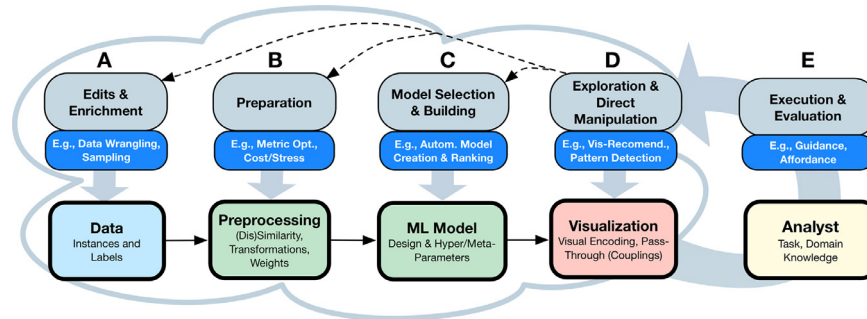 A
B
C
D
E
Edits &
Enrichment
Preparation
Model Selection
& Building
Exploration &
Direct
Manipulation
Execution &
Evaluation
E.g., Data Wrangling,
Sampling
E.g., Metric Opt.,
Cost/Stress
E.g., Autom. Model
Creation & Ranking
E.g., Vis-Recomend.,
Pattern Detection
E.g., Guidance,
Affordance
Data
Instances and
Labels
Preprocessing
(Dis)Similarity,
Transformations,
Weights
ML Model
Design & Hyper/Meta-
Parameters
Visualization
Visual Encoding, Pass-
Through (Couplings)
Analyst
Task, Domain
Knowledge